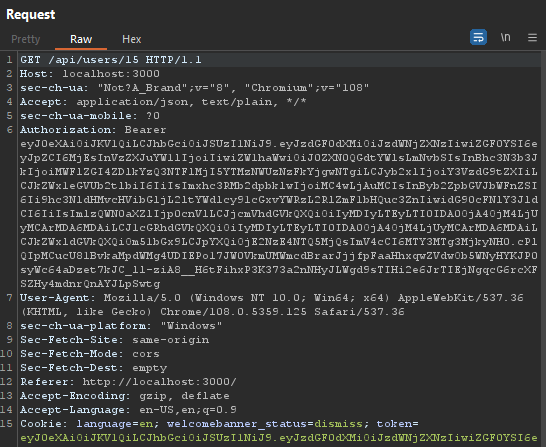 Request
Pretty Raw Hex
\n
1 GET /api/users/15 HTTP/1.1
2 Host: localhost:3000
3 sec-ch-ua: "Not?A_Brand";v="8", "Chromium";v="108"
4 Accept: application/json, text/plain, */*
5 sec-ch-ua-mobile: ?0
6 Authorization: Bearer
eyJ0eXAiOiJKV1QiLCJhbGciOiJSUzI1NiJ9.eyJzdGF0dXMiOiJzdWNjZXNzIiwiZGF0YSI6e
yJpZCI6MjEsInVzZXJuYW1lIjoiIiwiZW1haWwiOiJ0ZXN0QGdtYWlsLmNvbSIsInBhc3N3b3J
CJkZWx1eGVUb2tlbiI6IiIsImxhc3RMb2dpbklwIjoiMC4wLjAuMCIsInByb2ZpbGVJbWFnZSI
6Ii9hc3NldHMvcHVibGljL2ltYWdlcy91cGxvYWRzL2RlZmF1bHQuc3ZnIiwidG90cFNlY3Jld
CI6IiIsImlzQWN0aXZlIjp0cnVlLCJjcmVhdGVkQXQiOiIyMDIyLTEyLTI0IDA0OjA4OjM4LjU
yMCArMDA6MDAiLCJ1cGRhdGVkQXQiOiIyMDIyLTEyLTI0IDA0OjA4OjM4LjUyMCArMDA6MDAiL
7 User-Agent: Mozilla/5.0 (Windows NT 10.0; Win64; x64) AppleWebKit/537.36
(KHTML, like Gecko) Chrome/108.0.5359.125 Safari/537.36
8 sec-ch-ua-platform: "Windows"
9 Sec-Fetch-Site: same-origin
10 Sec-Fetch-Mode: cors
11 Sec-Fetch-Dest: empty
12 Referer: http://localhost:3000/
13 Accept-Encoding: gzip, deflate
14 Accept-Language: en-US,en;q=0.9
15 Cookie: language=en; welcomebanner_status=dismiss; token=
eyJ0eXAiOiJKV1QiLCJhbGciOiJSUzI1NiJ9.eyJzdGF0dXMiOiJzdWNjZXNzIiwiZGF0YSI6e